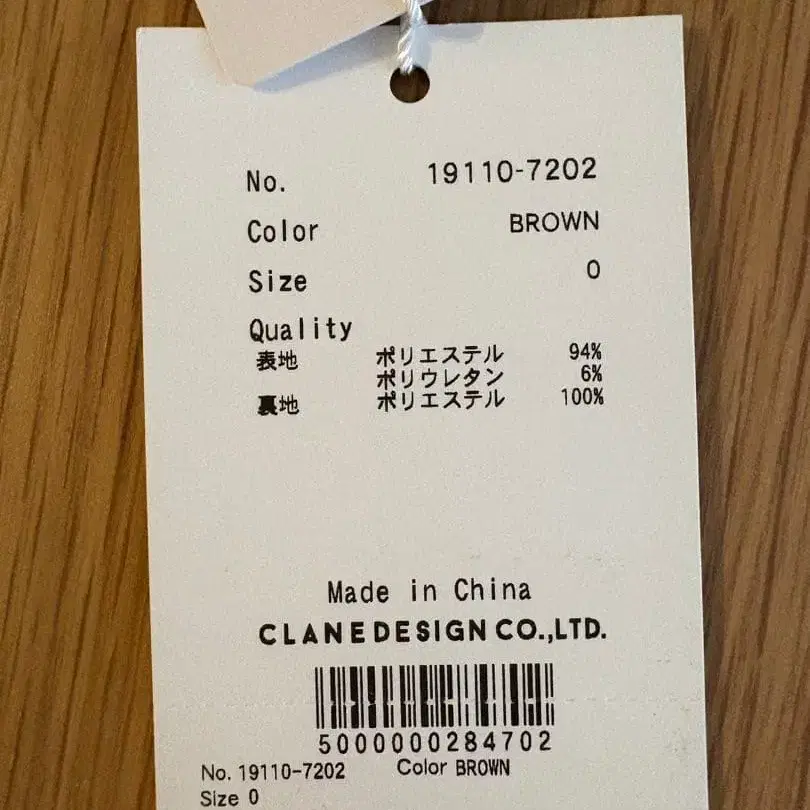 No. 19110-7202
Color BROWN
Size 0
Quality
表地 ポリエステル 94%
ポリウレタン 6%
裏地 ポリエステル 100%
Made in China
CLANE DESIGN CO.,LTD.
5000000284702
No. 19110-7202 Color BROWN
Size 0